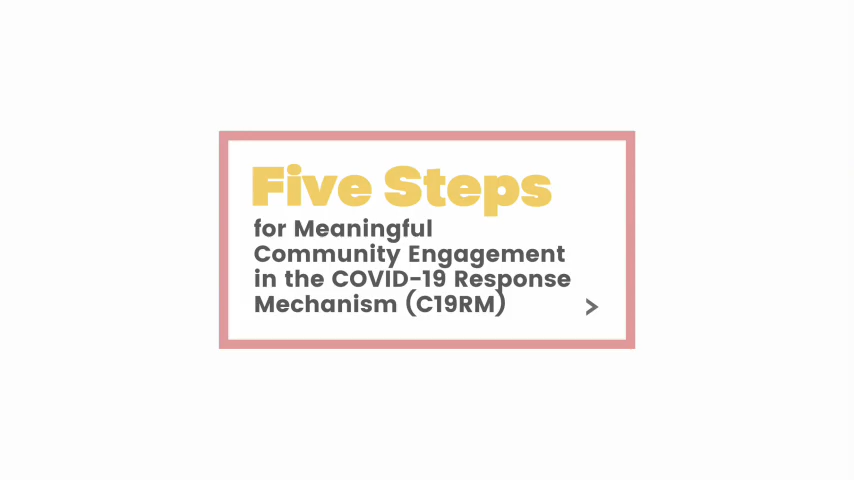 Five Steps
for Meaningful
Community Engagement
in the COVID-19 Response
Mechanism (C19RM)
>